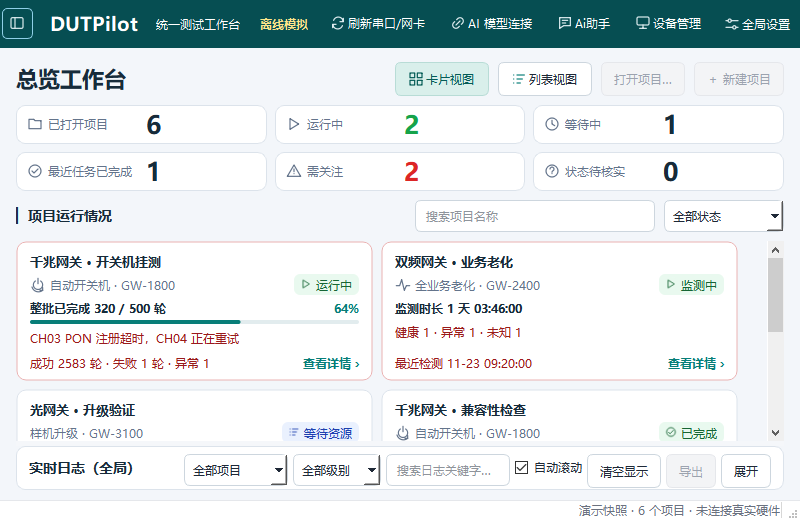 DUTPilot 统一测试工作台 离线模拟 刷新串口/网卡 AI 模型连接 Ai助手 设备管理 全局设置
总览工作台 卡片视图 列表视图 打开项目... + 新建项目
已打开项目 6 运行中 2 等待中 1
最近任务已完成 1 需关注 2 状态待核实 0
项目运行情况 搜索项目名称 全部状态
千兆网关 • 开关机挂测
自动开关机 · GW-1800 运行中
整批已完成 320 / 500 轮 64%
CH03 PON 注册超时，CH04 正在重试
成功 2583 轮 · 失败 1 轮 · 异常 1 查看详情 ›
双频网关 • 业务老化
全业务老化 · GW-2400 监测中
监测时长 1 天 03:46:00
健康 1 · 异常 1 · 未知 1
最近检测 11-23 09:20:00 查看详情 ›
光网关 • 升级验证
样机升级 · GW-3100 等待资源
千兆网关 • 兼容性检查
自动开关机 · GW-1800 已完成
实时日志（全局） 全部项目 全部级别 搜索日志关键字... 自动滚动 清空显示 导出 展开
演示快照 · 6 个项目 · 未连接真实硬件